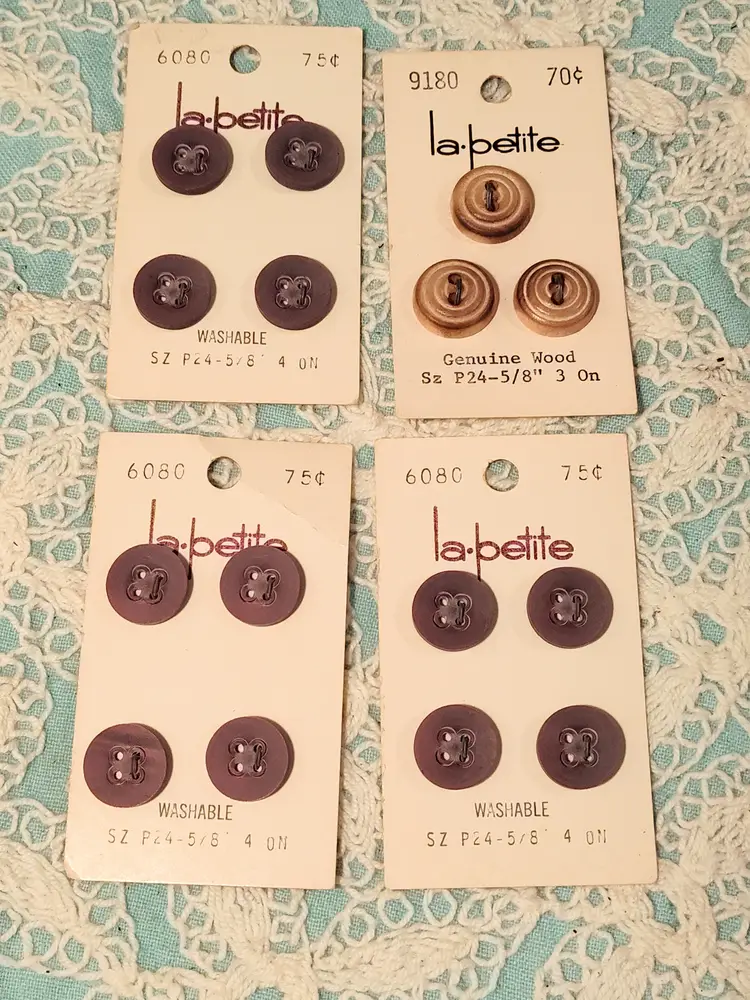 6080 75¢
la·petite
WASHABLE
SZ P24-5/8" 4 ON
9180 70¢
la·petite
Genuine Wood
Sz P24-5/8" 3 On
6080 75¢
la·petite
WASHABLE
SZ P24-5/8" 4 ON
6080 75¢
la·petite
WASHABLE
SZ P24-5/8" 4 ON